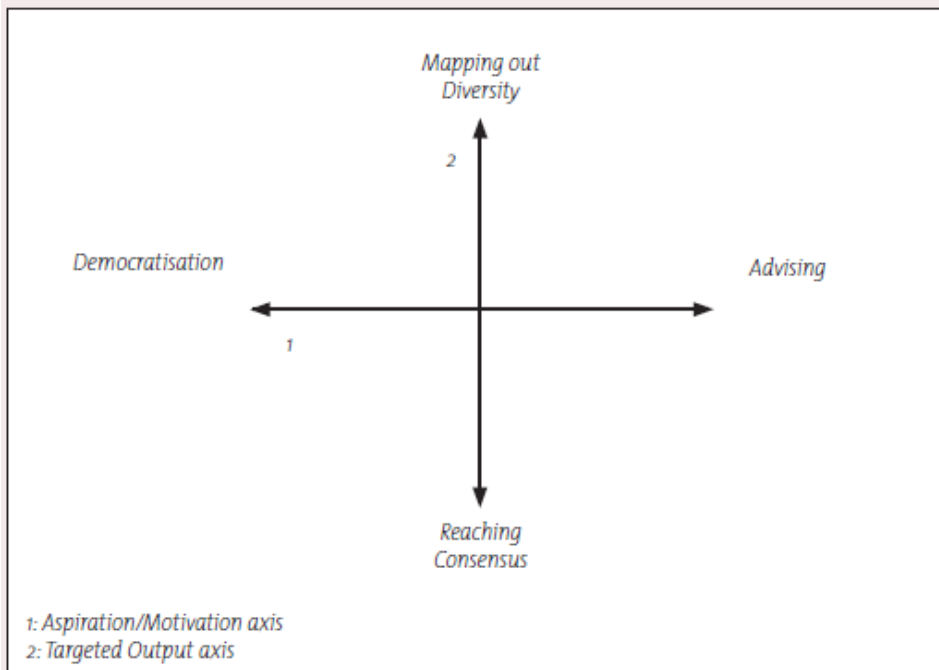 Mapping out
Diversity
2
Democratisation
Advising
1
Reaching
Consensus
1: Aspiration/Motivation axis
2: Targeted Output axis